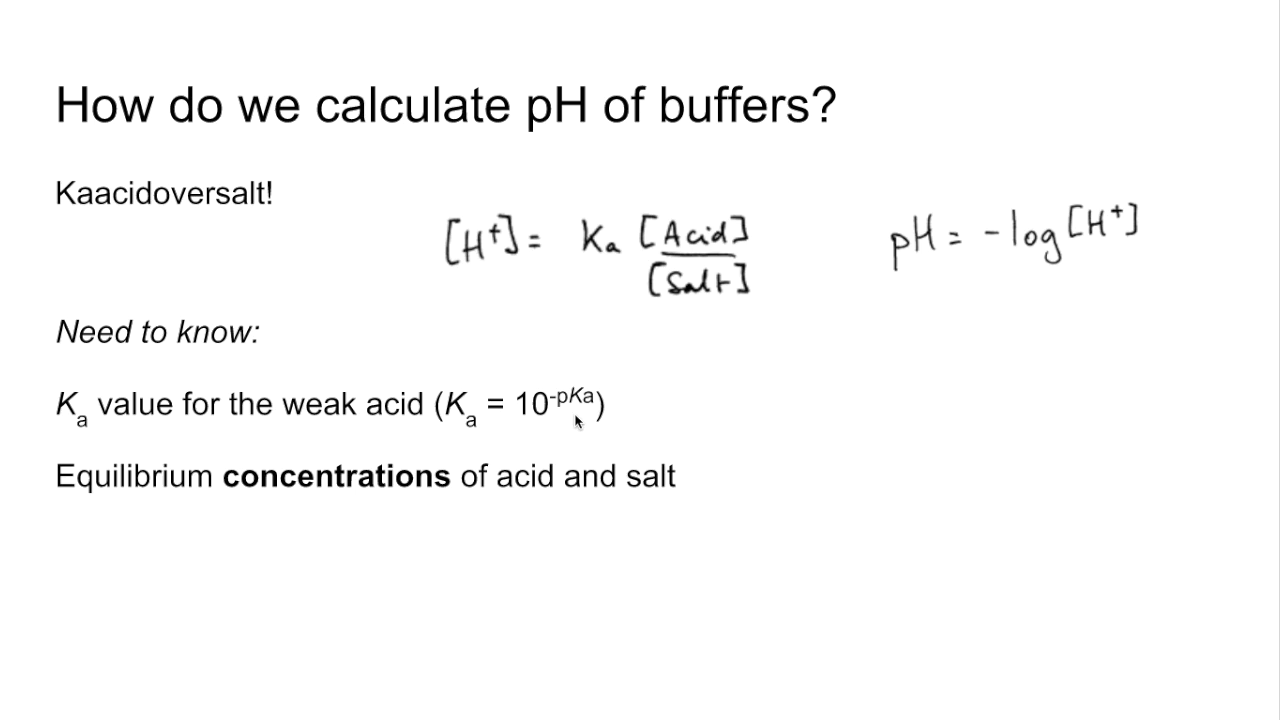 How do we calculate pH of buffers?
Kaacidoversalt!
[H⁺] = Ka [Acid]
[Salt]
pH = -log[H⁺]
Need to know:
Kₐ value for the weak acid (Kₐ = 10⁻ᵖᴷᵃ)
Equilibrium concentrations of acid and salt